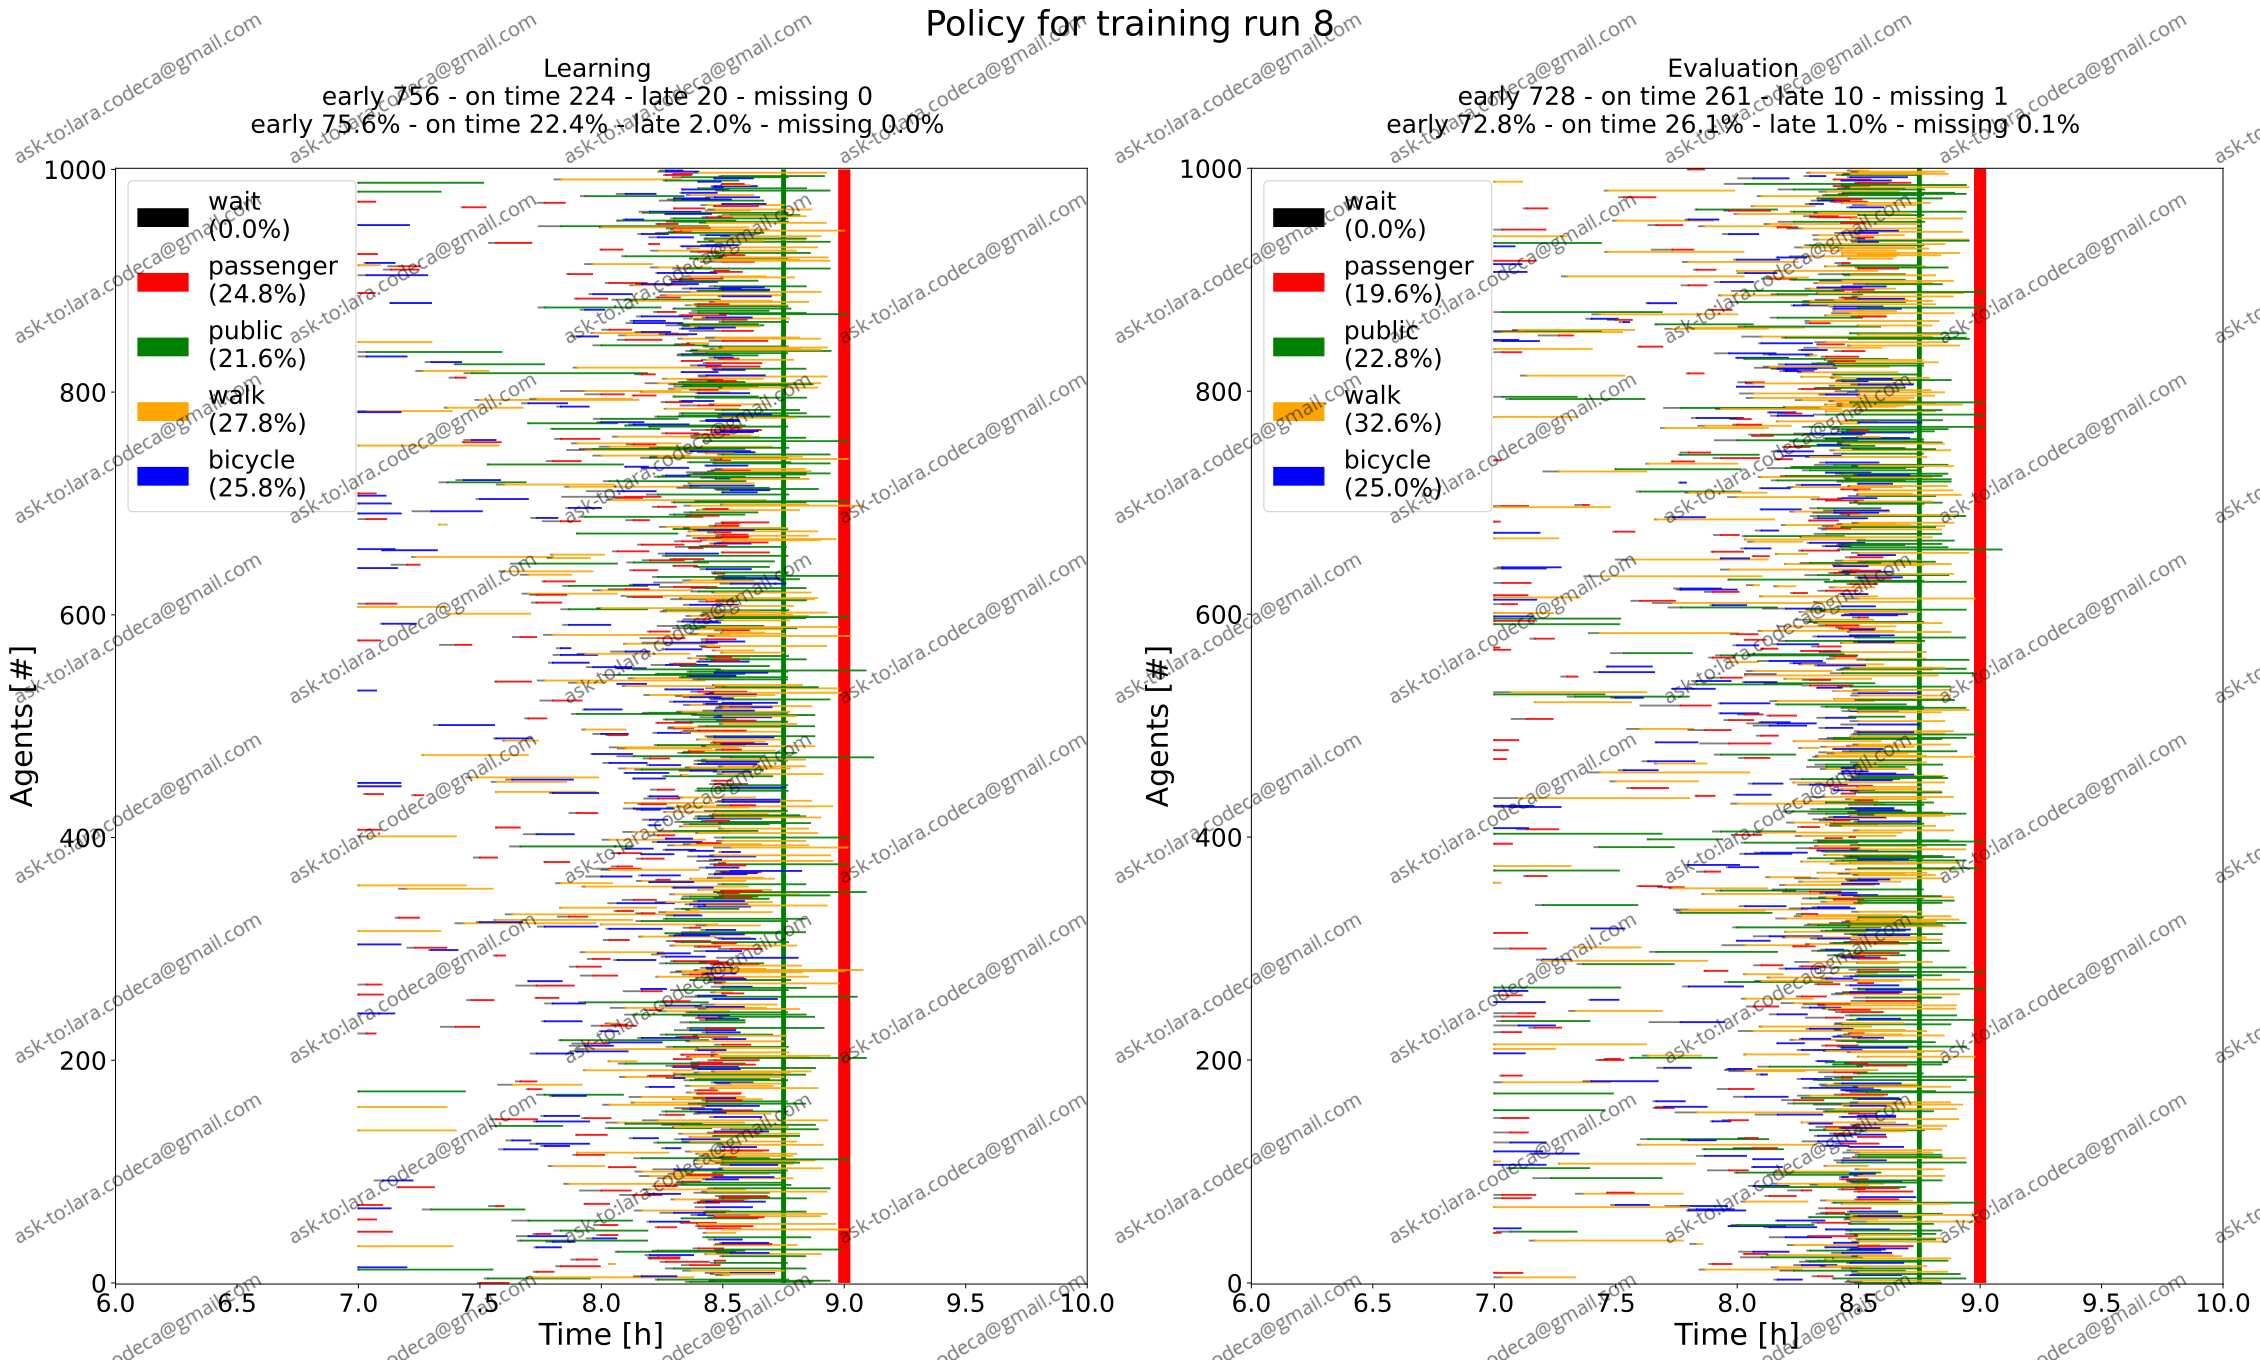 Policy for training run 8
Learning
early 756 - on time 224 - late 20 - missing 0
early 75.6% - on time 22.4% - late 2.0% - missing 0.0%
1000
800
600
400
200
0
Agents [#]
wait
(0.0%)
passenger
(24.8%)
public
(21.6%)
walk
(27.8%)
bicycle
(25.8%)
6.0 6.5 7.0 7.5 8.0 8.5 9.0 9.5 10.0
Time [h]
Evaluation
early 728 - on time 261 - late 10 - missing 1
early 72.8% - on time 26.1% - late 1.0% - missing 0.1%
1000
800
600
400
200
0
Agents [#]
wait
(0.0%)
passenger
(19.6%)
public
(22.8%)
walk
(32.6%)
bicycle
(25.0%)
6.0 6.5 7.0 7.5 8.0 8.5 9.0 9.5 10.0
Time [h]
ask-to:lara.codeca@gmail.com